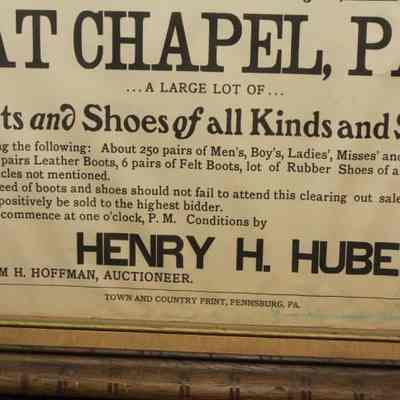 AT CHAPEL, P
...A LARGE LOT OF...
ts and Shoes of all Kinds and S
ng the following: About 250 pairs of Men's, Boy's, Ladies', Misses' and
pairs Leather Boots, 6 pairs of Felt Boots, lot of Rubber Shoes of a
cles not mentioned.
eed of boots and shoes should not fail to attend this clearing out sale
positively be sold to the highest bidder.
commence at one o'clock, P. M. Conditions by
HENRY H. HUBE
M H. HOFFMAN, AUCTIONEER.
TOWN AND COUNTRY PRINT, PENNSBURG, PA.